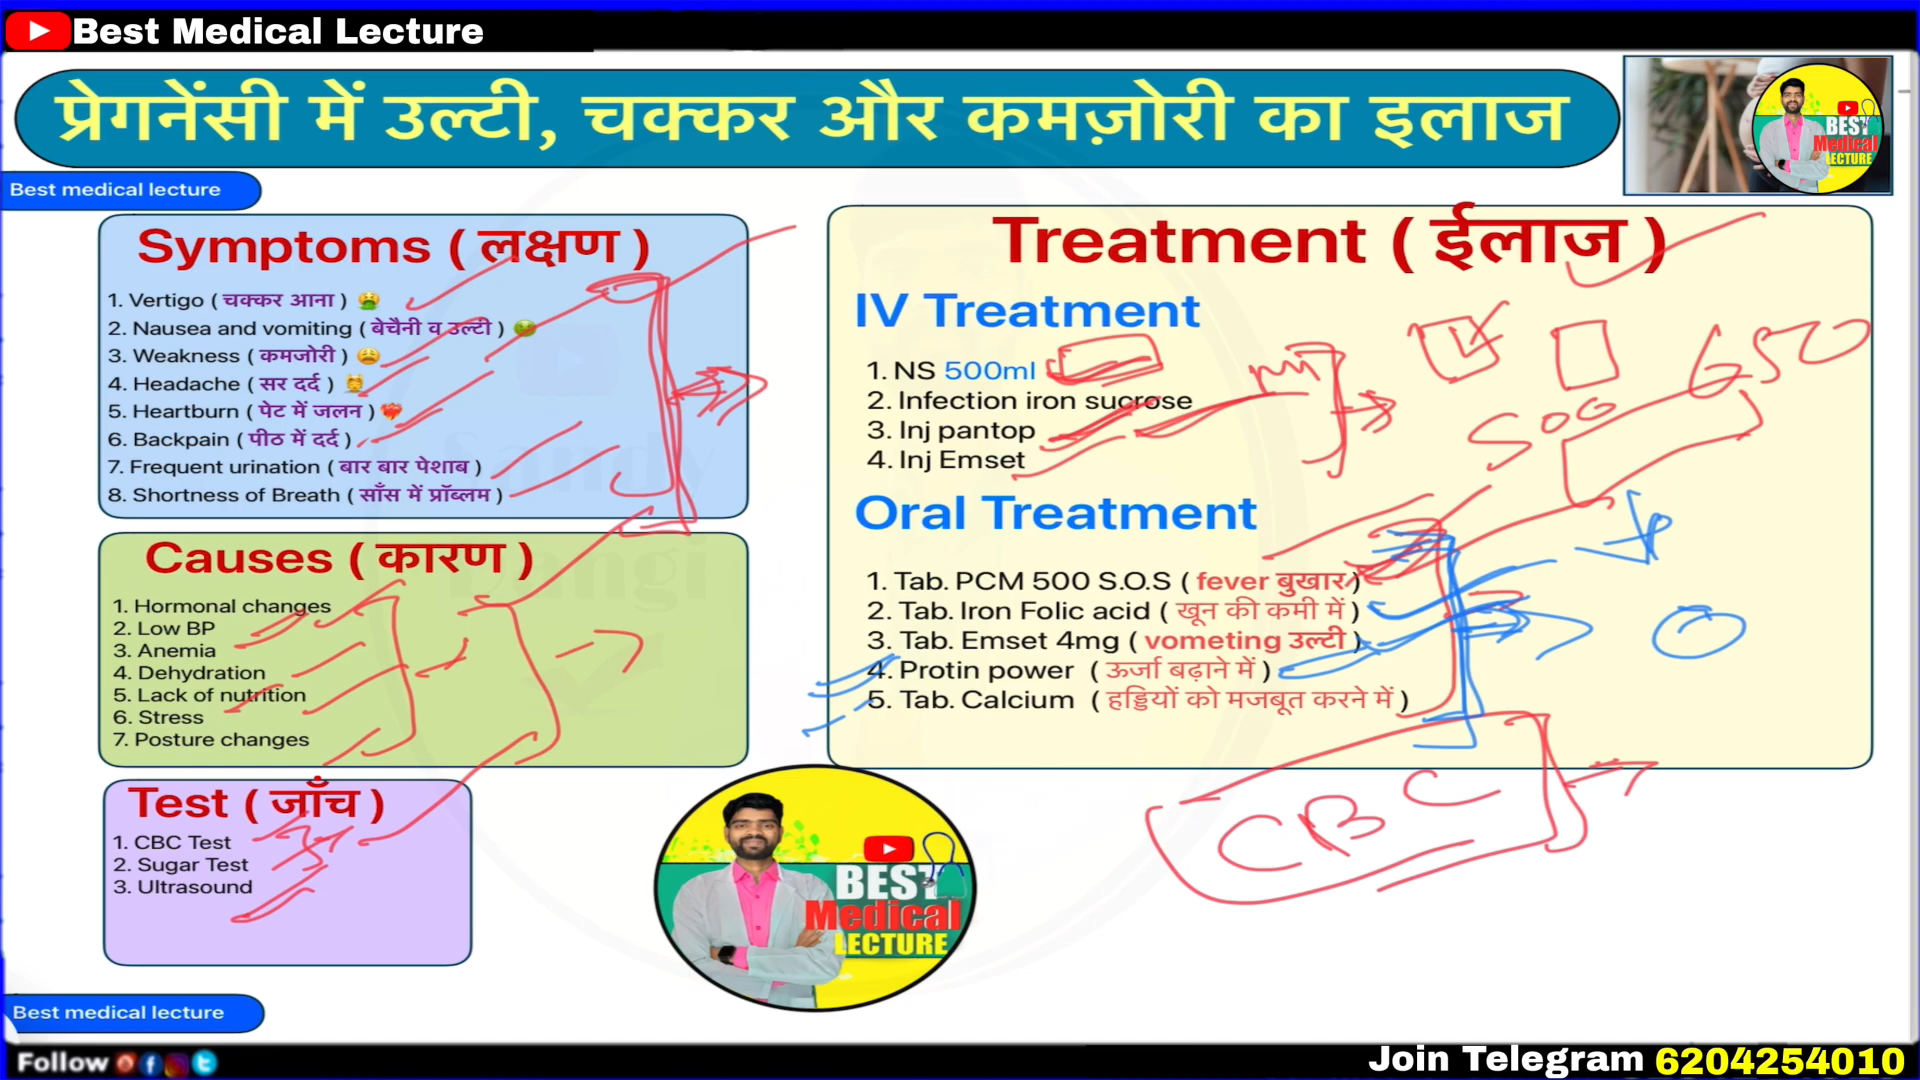 Best Medical Lecture
प्रेगनेंसी में उल्टी, चक्कर और कमज़ोरी का इलाज
BEST
Medical
LECTURE
Best medical lecture
Symptoms ( लक्षण )
1. Vertigo ( चक्कर आना ) 🤮
2. Nausea and vomiting ( बेचैनी व उल्टी ) 🤢
3. Weakness ( कमजोरी ) 😩
4. Headache ( सर दर्द ) 🤦
5. Heartburn ( पेट में जलन ) ❤️‍🔥
6. Backpain ( पीठ में दर्द )
7. Frequent urination ( बार बार पेशाब )
8. Shortness of Breath ( साँस में प्रॉब्लम )
Causes ( कारण )
1. Hormonal changes
2. Low BP
3. Anemia
4. Dehydration
5. Lack of nutrition
6. Stress
7. Posture changes
Test ( जाँच )
1. CBC Test
2. Sugar Test
3. Ultrasound
Treatment ( ईलाज )
IV Treatment
1. NS 500ml
2. Infection iron sucrose
3. Inj pantop
4. Inj Emset
650
500
Oral Treatment
1. Tab. PCM 500 S.O.S ( fever बुखार )
2. Tab. Iron Folic acid ( खून की कमी में )
3. Tab. Emset 4mg ( vometing उल्टी )
4. Protin power ( ऊर्जा बढ़ाने में )
5. Tab. Calcium ( हड्डियों को मजबूत करने में )
CBC
BEST
Medical
LECTURE
Best medical lecture
Follow
Join Telegram 6204254010